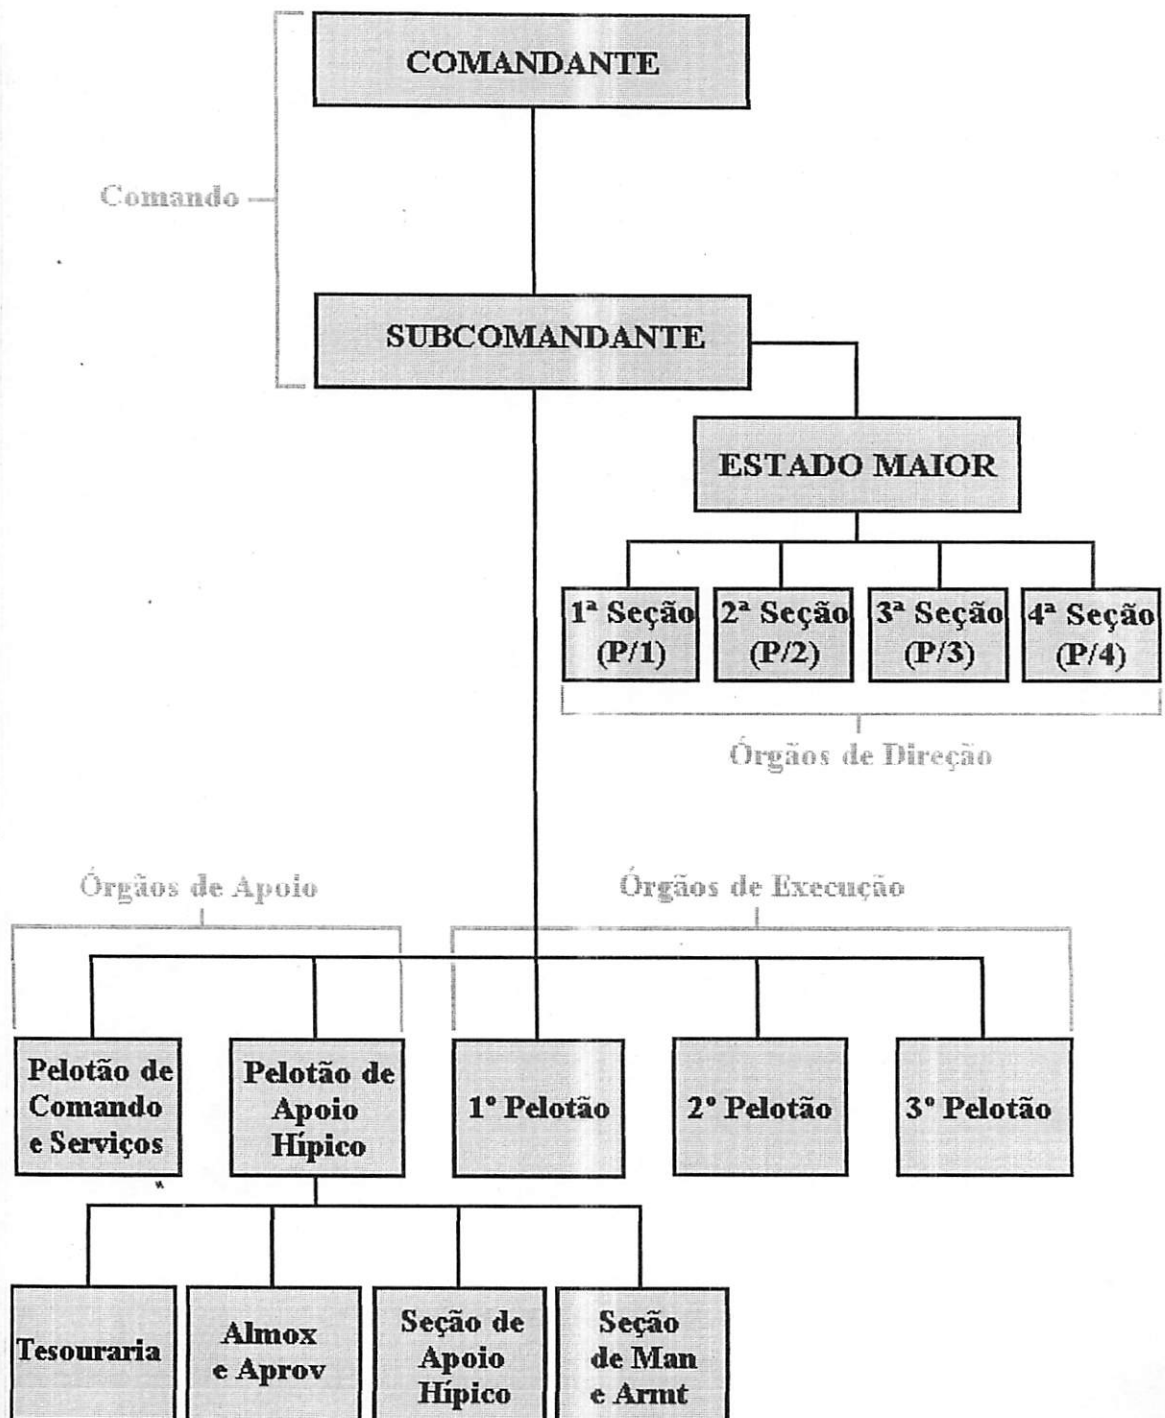 COMANDANTE
Comando
SUBCOMANDANTE
ESTADO MAIOR
1ª Seção
(P/1)
2ª Seção
(P/2)
3ª Seção
(P/3)
4ª Seção
(P/4)
Órgãos de Direção
Órgãos de Apoio
Órgãos de Execução
Pelotão de
Comando
e Serviços
Pelotão de
Apoio
Hípico
1º Pelotão
2º Pelotão
3º Pelotão
Tesouraria
Almox
e Aprov
Seção de
Apoio
Hípico
Seção
de Man
e Armt